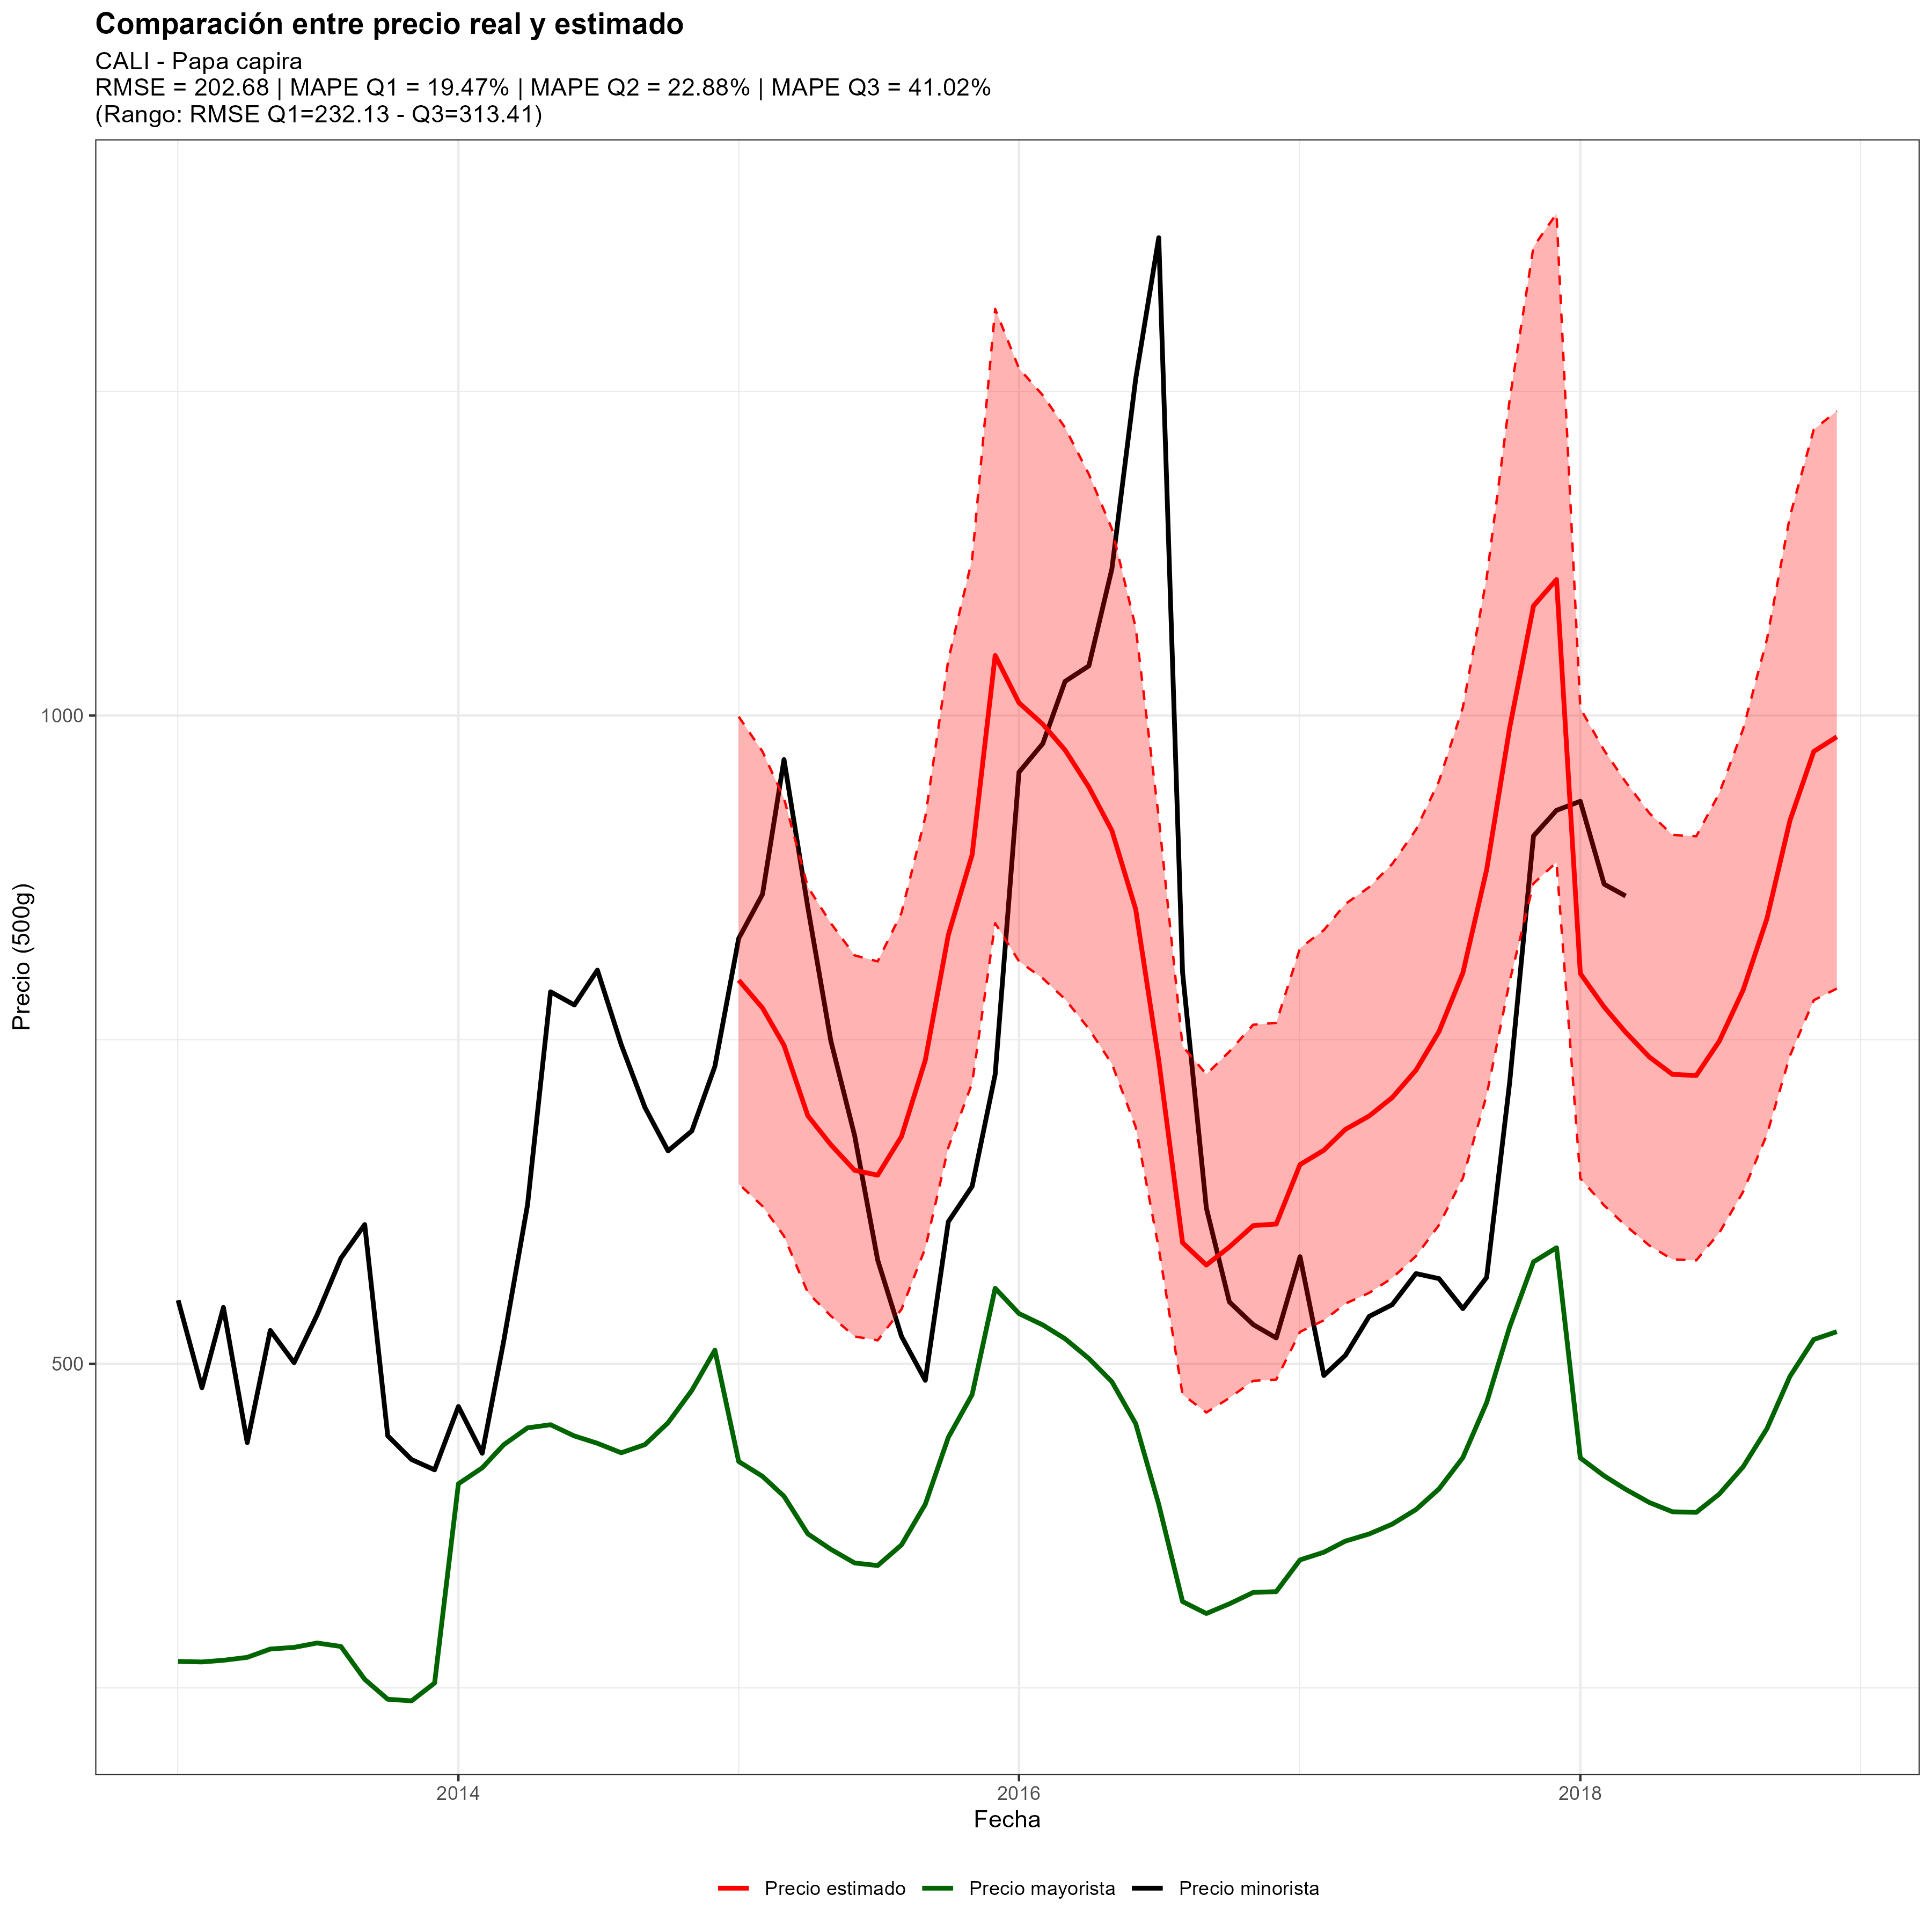 Comparación entre precio real y estimado
CALI - Papa capira
RMSE = 202.68 | MAPE Q1 = 19.47% | MAPE Q2 = 22.88% | MAPE Q3 = 41.02%
(Rango: RMSE Q1=232.13 - Q3=313.41)
Precio (500g)
1000
500
2014
2016
2018
Fecha
Precio estimado
Precio mayorista
Precio minorista